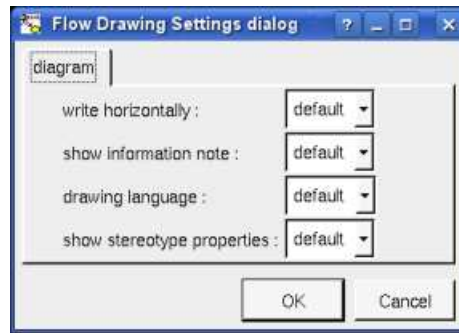 Flow Drawing Settings dialog
diagram
write horizontally : default
show information note : default
drawing language : default
show stereotype properties : default
OK Cancel